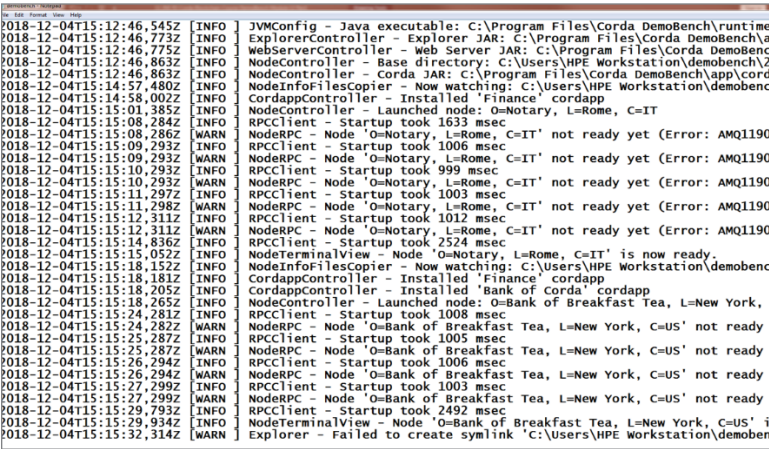 demobench - Notepad
File Edit Format View Help
2018-12-04T15:12:46,545Z [INFO ] JVMConfig - Java executable: C:\Program Files\Corda DemoBench\runtime
2018-12-04T15:12:46,773Z [INFO ] ExplorerController - Explorer JAR: C:\Program Files\Corda DemoBench\a
2018-12-04T15:12:46,775Z [INFO ] WebServerController - Web Server JAR: C:\Program Files\Corda DemoBenc
2018-12-04T15:12:46,863Z [INFO ] NodeController - Base directory: C:\Users\HPE Workstation\demobench\2
2018-12-04T15:12:46,863Z [INFO ] NodeController - Corda JAR: C:\Program Files\Corda DemoBench\app\cord
2018-12-04T15:14:57,480Z [INFO ] NodeInfoFilesCopier - Now watching: C:\Users\HPE Workstation\demobenc
2018-12-04T15:14:58,002Z [INFO ] CordappController - Installed 'Finance' cordapp
2018-12-04T15:15:01,385Z [INFO ] NodeController - Launched node: O=Notary, L=Rome, C=IT
2018-12-04T15:15:08,284Z [INFO ] RPCClient - Startup took 1633 msec
2018-12-04T15:15:08,286Z [WARN ] NodeRPC - Node 'O=Notary, L=Rome, C=IT' not ready yet (Error: AMQ1190
2018-12-04T15:15:09,293Z [INFO ] RPCClient - Startup took 1006 msec
2018-12-04T15:15:09,293Z [WARN ] NodeRPC - Node 'O=Notary, L=Rome, C=IT' not ready yet (Error: AMQ1190
2018-12-04T15:15:10,293Z [INFO ] RPCClient - Startup took 999 msec
2018-12-04T15:15:10,293Z [WARN ] NodeRPC - Node 'O=Notary, L=Rome, C=IT' not ready yet (Error: AMQ1190
2018-12-04T15:15:11,297Z [INFO ] RPCClient - Startup took 1003 msec
2018-12-04T15:15:11,298Z [WARN ] NodeRPC - Node 'O=Notary, L=Rome, C=IT' not ready yet (Error: AMQ1190
2018-12-04T15:15:12,311Z [INFO ] RPCClient - Startup took 1012 msec
2018-12-04T15:15:12,311Z [WARN ] NodeRPC - Node 'O=Notary, L=Rome, C=IT' not ready yet (Error: AMQ1190
2018-12-04T15:15:14,836Z [INFO ] RPCClient - Startup took 2524 msec
2018-12-04T15:15:15,052Z [INFO ] NodeTerminalView - Node 'O=Notary, L=Rome, C=IT' is now ready.
2018-12-04T15:15:18,152Z [INFO ] NodeInfoFilesCopier - Now watching: C:\Users\HPE Workstation\demobenc
2018-12-04T15:15:18,181Z [INFO ] CordappController - Installed 'Finance' cordapp
2018-12-04T15:15:18,205Z [INFO ] CordappController - Installed 'Bank of Corda' cordapp
2018-12-04T15:15:18,265Z [INFO ] NodeController - Launched node: O=Bank of Breakfast Tea, L=New York,
2018-12-04T15:15:24,281Z [INFO ] RPCClient - Startup took 1008 msec
2018-12-04T15:15:24,282Z [WARN ] NodeRPC - Node 'O=Bank of Breakfast Tea, L=New York, C=US' not ready
2018-12-04T15:15:25,287Z [INFO ] RPCClient - Startup took 1005 msec
2018-12-04T15:15:25,287Z [WARN ] NodeRPC - Node 'O=Bank of Breakfast Tea, L=New York, C=US' not ready
2018-12-04T15:15:26,294Z [INFO ] RPCClient - Startup took 1006 msec
2018-12-04T15:15:26,294Z [WARN ] NodeRPC - Node 'O=Bank of Breakfast Tea, L=New York, C=US' not ready
2018-12-04T15:15:27,299Z [INFO ] RPCClient - Startup took 1003 msec
2018-12-04T15:15:27,299Z [WARN ] NodeRPC - Node 'O=Bank of Breakfast Tea, L=New York, C=US' not ready
2018-12-04T15:15:29,793Z [INFO ] RPCClient - Startup took 2492 msec
2018-12-04T15:15:29,934Z [INFO ] NodeTerminalView - Node 'O=Bank of Breakfast Tea, L=New York, C=US' i
2018-12-04T15:15:32,314Z [WARN ] Explorer - Failed to create symlink 'C:\Users\HPE Workstation\demoben